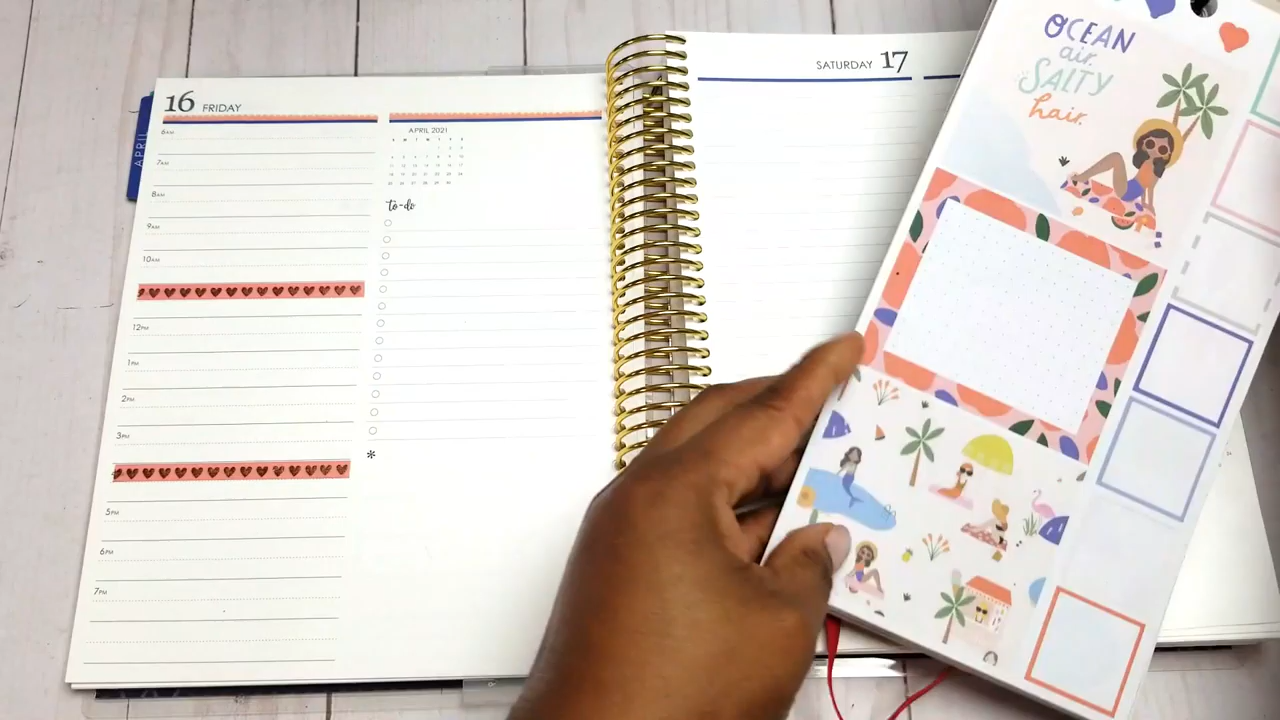 16 FRIDAY
6AM
7AM
8AM
9AM
10AM
12PM
1PM
2PM
3PM
5PM
6PM
7PM
APRIL
APRIL 2021
to-do
*
SATURDAY 17
OCEAN
air.
SALTY
hair.